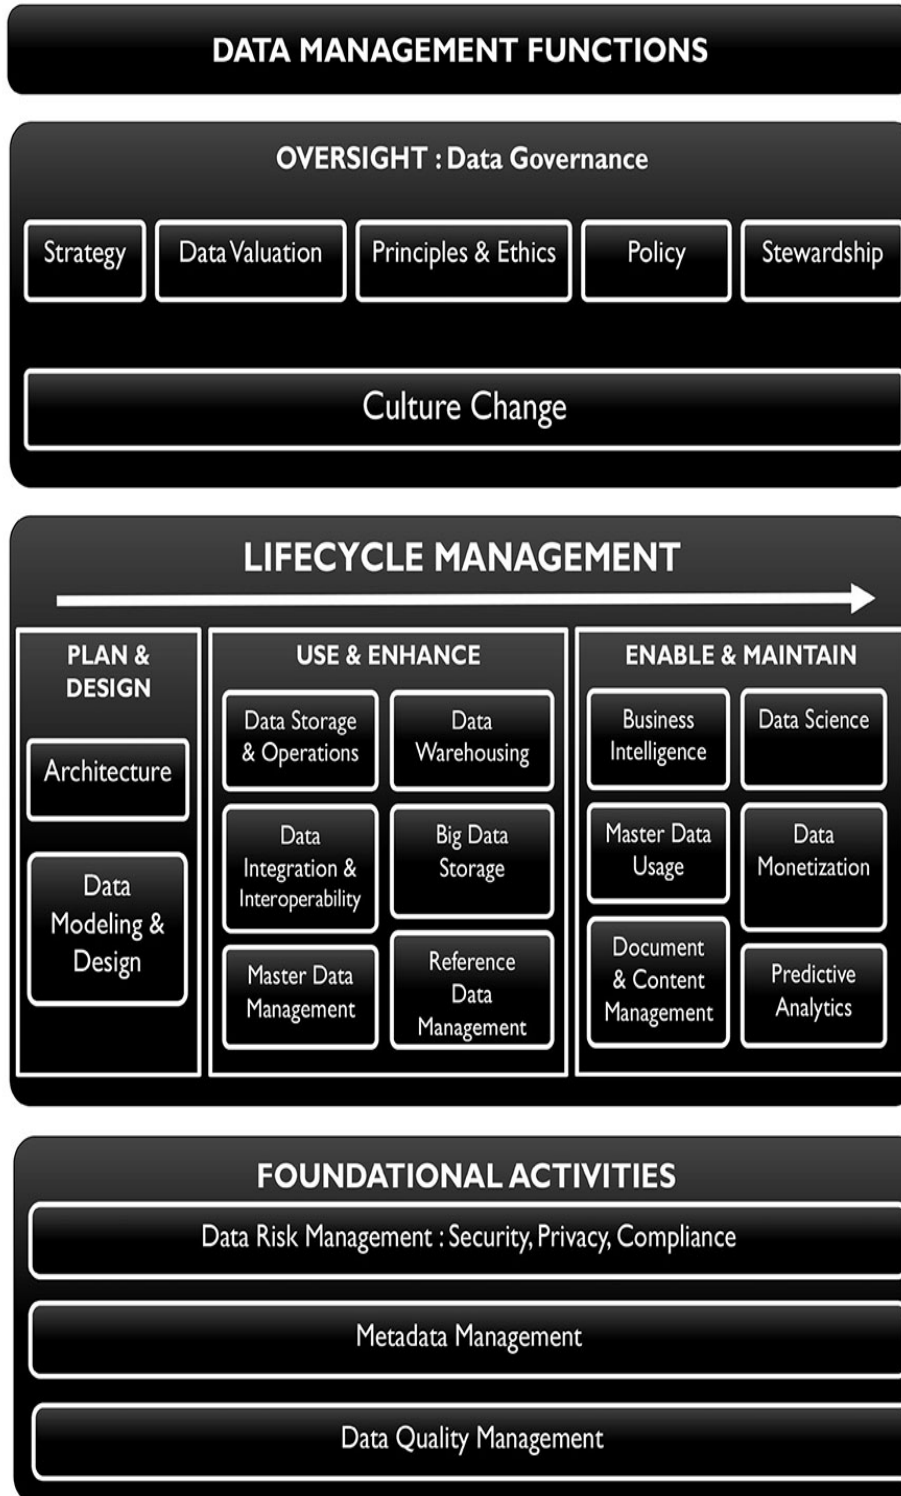 DATA MANAGEMENT FUNCTIONS
OVERSIGHT : Data Governance
Strategy
Data Valuation
Principles & Ethics
Policy
Stewardship
Culture Change
LIFECYCLE MANAGEMENT
PLAN &
DESIGN
Architecture
Data
Modeling &
Design
USE & ENHANCE
Data Storage
& Operations
Data
Warehousing
Data
Integration &
Interoperability
Big Data
Storage
Master Data
Management
Reference
Data
Management
ENABLE & MAINTAIN
Business
Intelligence
Data Science
Master Data
Usage
Data
Monetization
Document
& Content
Management
Predictive
Analytics
FOUNDATIONAL ACTIVITIES
Data Risk Management : Security, Privacy, Compliance
Metadata Management
Data Quality Management